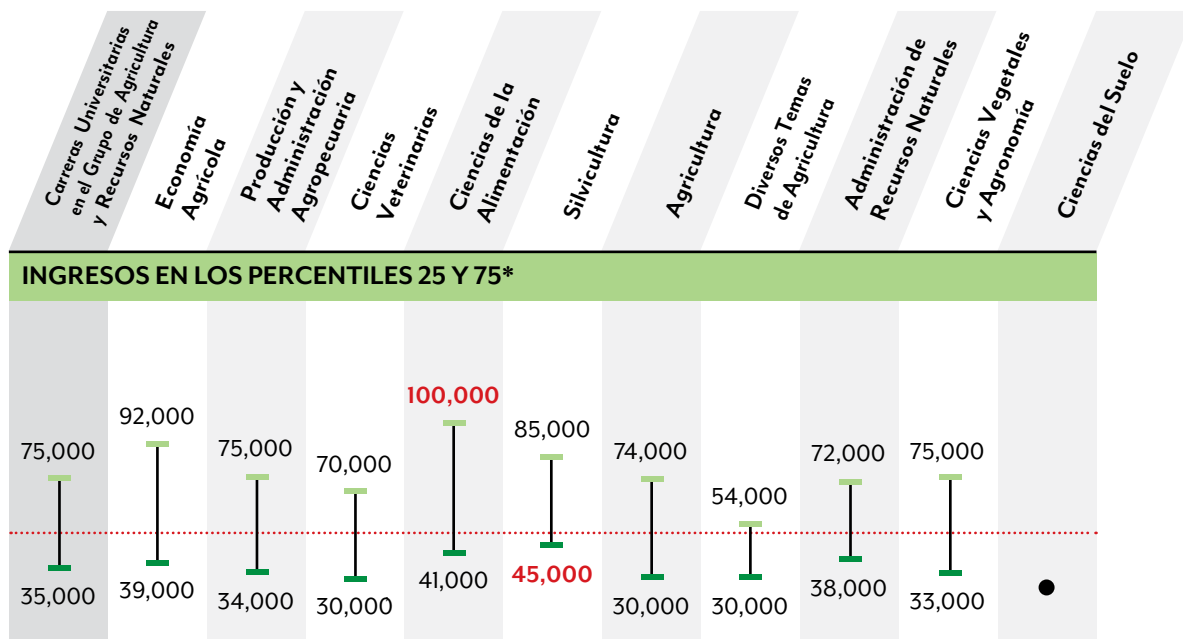 Carreras Universitarias
en el Grupo de Agricultura
y Recursos Naturales
Economía
Agrícola
Producción y
Administración
Agropecuaria
Ciencias
Veterinarias
Ciencias de la
Alimentación
Silvicultura
Agricultura
Diversos Temas
de Agricultura
Administración de
Recursos Naturales
Ciencias Vegetales
y Agronomía
Ciencias del Suelo
INGRESOS EN LOS PERCENTILES 25 Y 75*
75,000
92,000
75,000
70,000
100,000
85,000
74,000
54,000
72,000
75,000
35,000
39,000
34,000
30,000
41,000
45,000
30,000
30,000
38,000
33,000